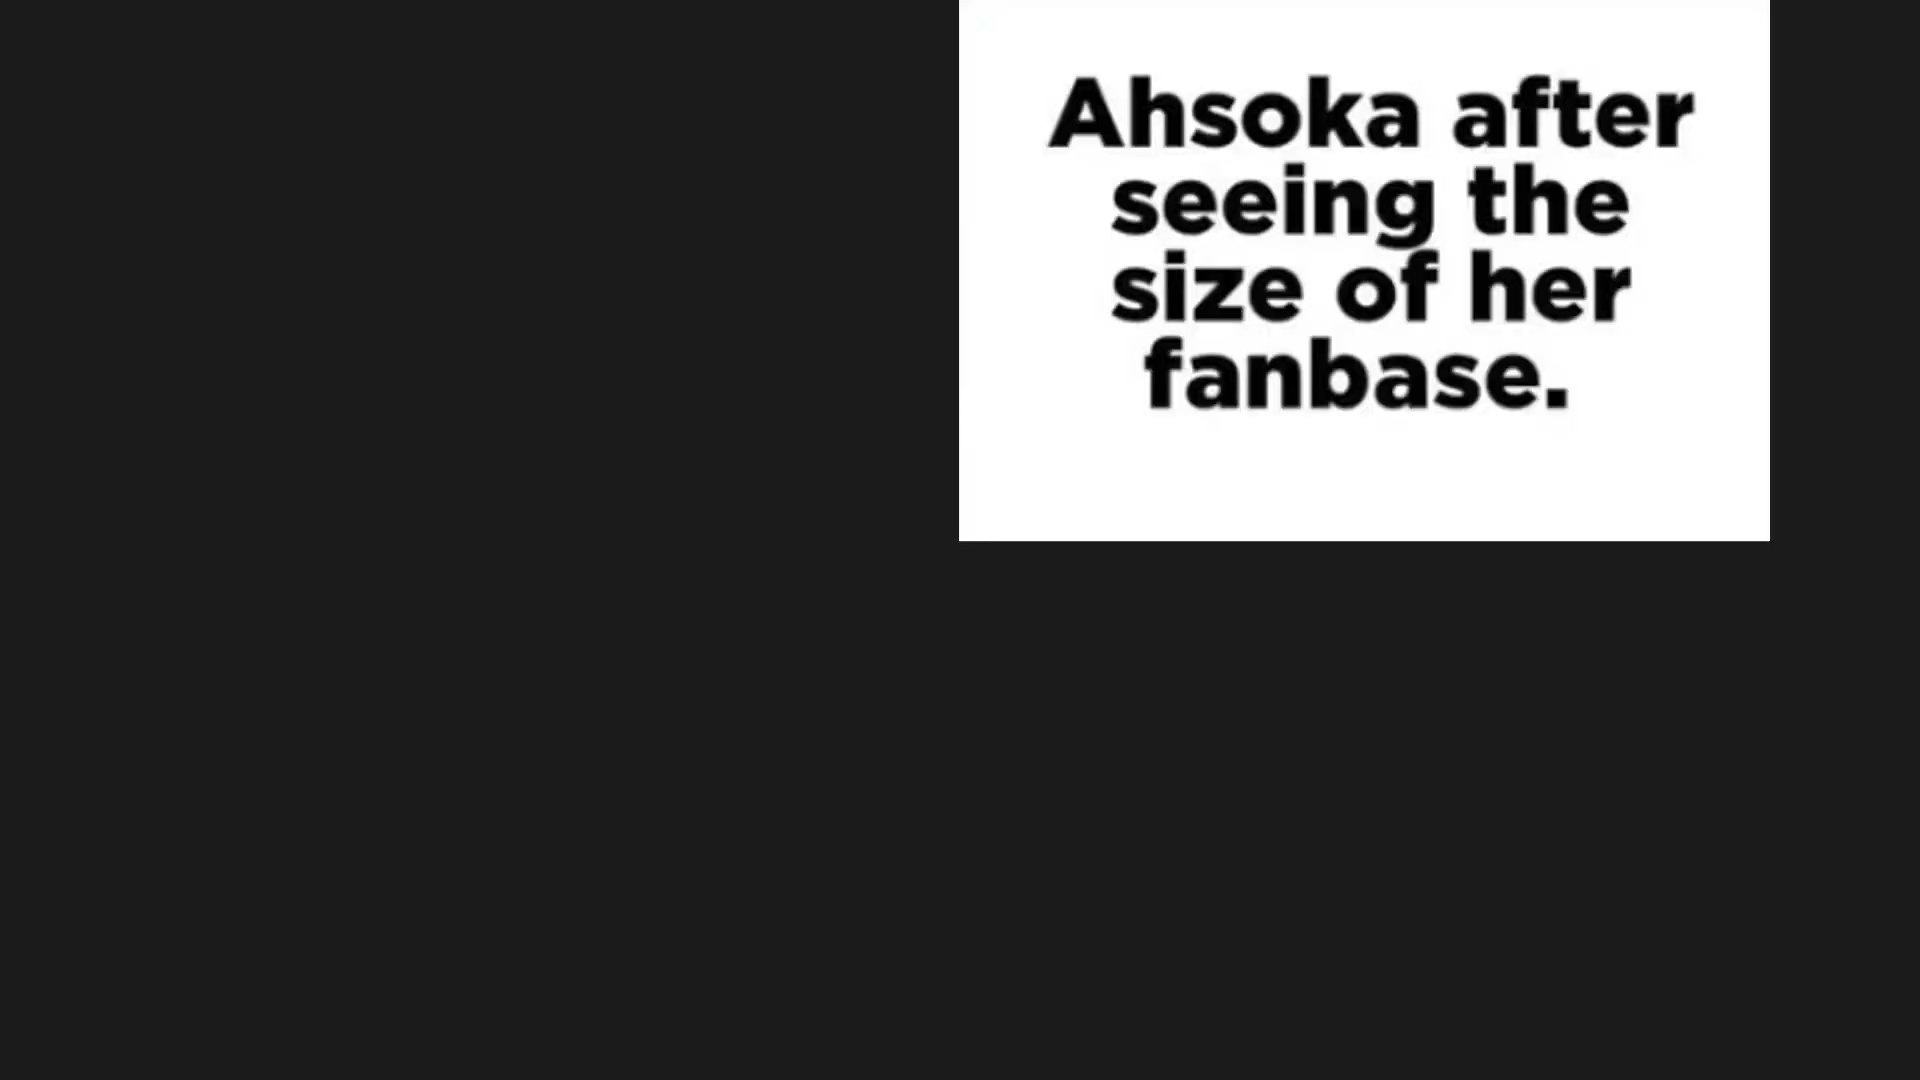 Ahsoka after
seeing the
size of her
fanbase.